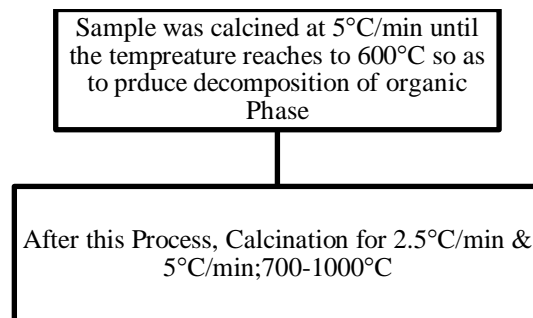 Sample was calcined at 5°C/min until
the tempreature reaches to 600°C so as
to prduce decomposition of organic
Phase
After this Process, Calcination for 2.5°C/min &
5°C/min;700-1000°C